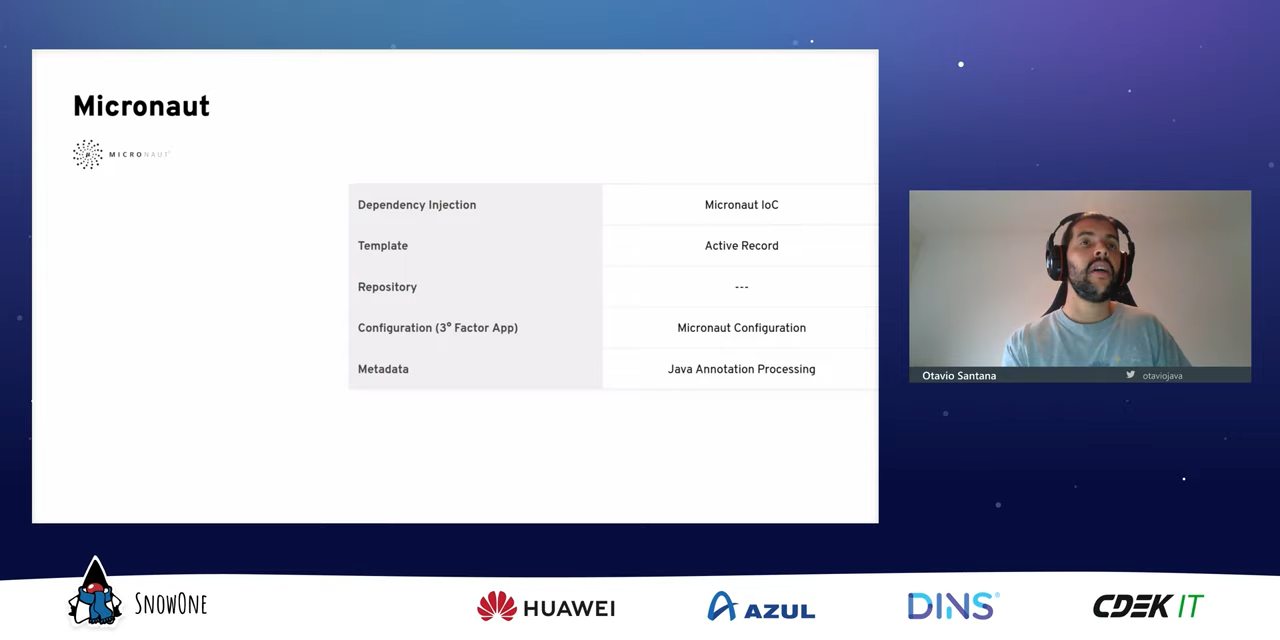 Micronaut
MICRONAUT
Dependency Injection Micronaut IoC
Template Active Record
Repository ---
Configuration (3° Factor App) Micronaut Configuration
Metadata Java Annotation Processing
Otavio Santana otaviojava
SnowOne
HUAWEI
AZUL
DINS
CDEK IT